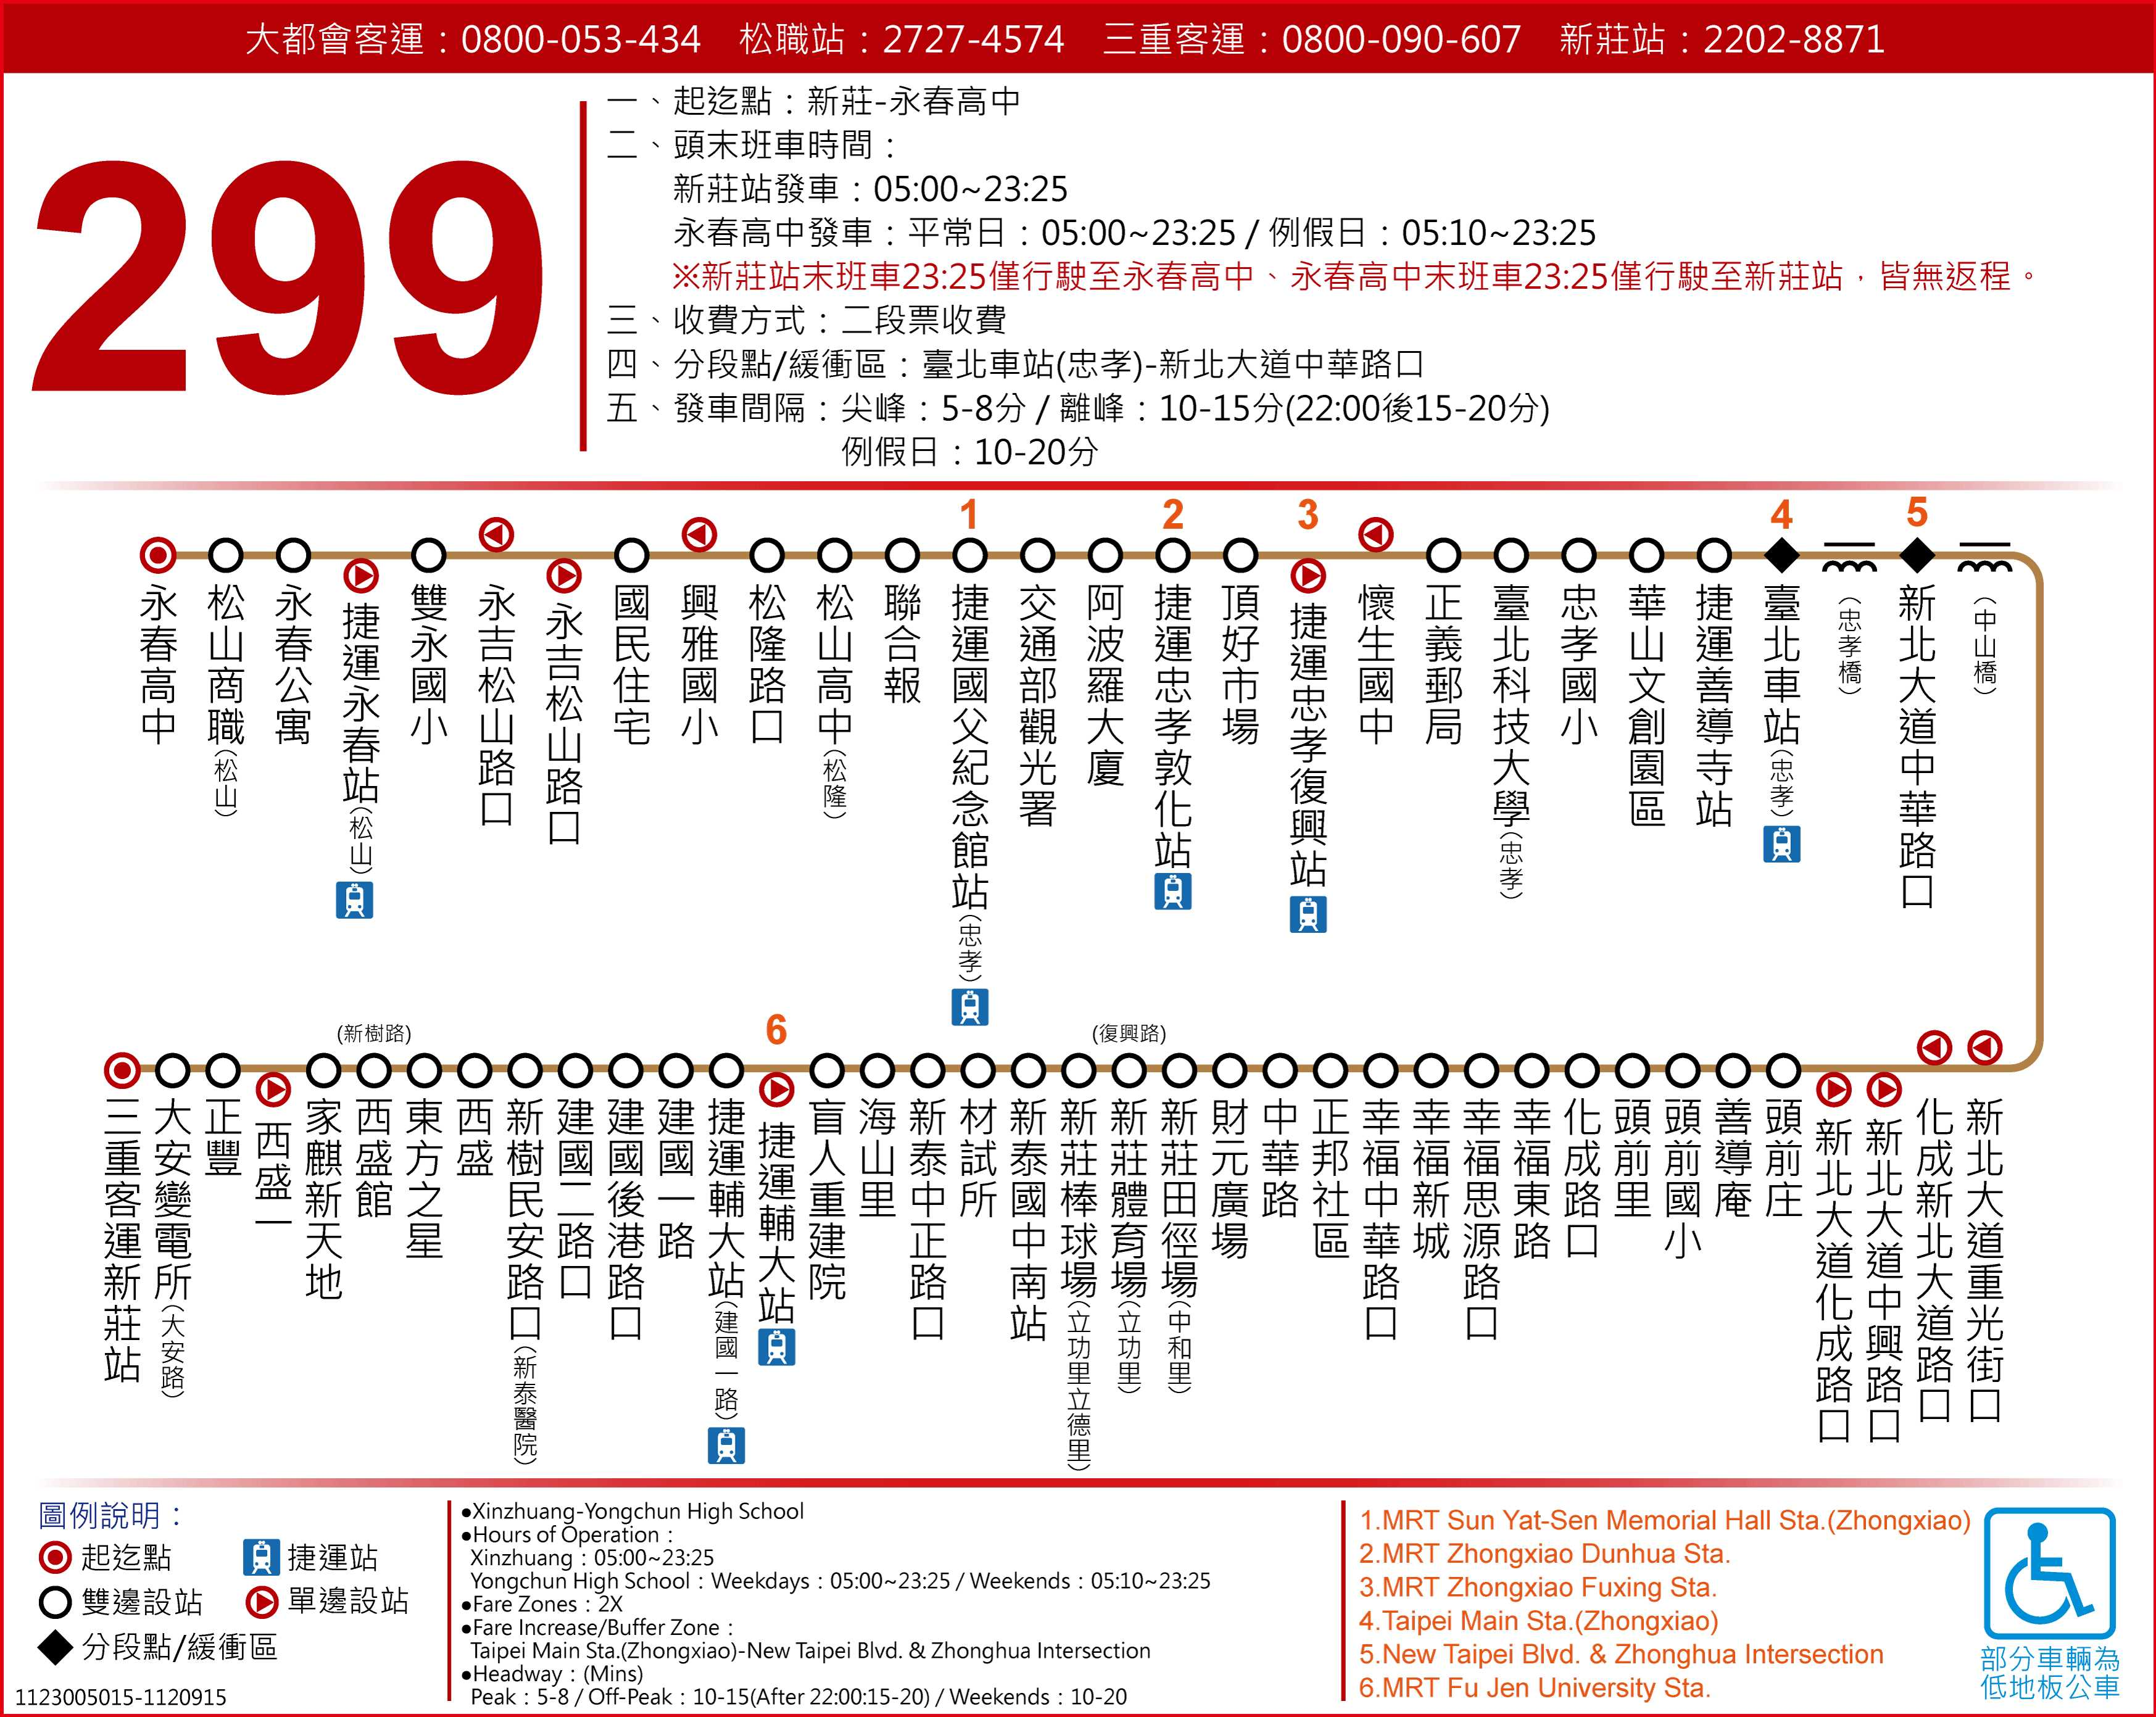 大都會客運：0800-053-434　松職站：2727-4574　三重客運：0800-090-607　新莊站：2202-8871
299
一、起迄點：新莊-永春高中
二、頭末班車時間：
新莊站發車：05:00~23:25
永春高中發車：平常日：05:00~23:25 / 例假日：05:10~23:25
※新莊站末班車23:25僅行駛至永春高中、永春高中末班車23:25僅行駛至新莊站，皆無返程。
三、收費方式：二段票收費
四、分段點/緩衝區：臺北車站(忠孝)-新北大道中華路口
五、發車間隔：尖峰：5-8分 / 離峰：10-15分(22:00後15-20分)
例假日：10-20分
1
2
3
4
5
永春高中
松山商職(松山)
永春公寓
捷運永春站(松山)
雙永國小
永吉松山路口
永吉松山路口
國民住宅
興雅國小
松隆路口
松山高中(松隆)
聯合報
捷運國父紀念館站(忠孝)
交通部觀光署
阿波羅大廈
捷運忠孝敦化站
頂好市場
捷運忠孝復興站
懷生國中
正義郵局
臺北科技大學(忠孝)
忠孝國小
華山文創園區
捷運善導寺站
臺北車站(忠孝)
(忠孝橋)
新北大道中華路口
(中山橋)
(新樹路)
6
(復興路)
三重客運新莊站
大安變電所(大安路)
正豐
西盛一
家麒新天地
西盛館
東方之星
西盛
新樹民安路口(新泰醫院)
建國二路口
建國後港路口
建國一路
捷運輔大站(建國一路)
捷運輔大站
盲人重建院
海山里
新泰中正路口
材試所
新泰國中南站
新莊棒球場(立功里立德里)
新莊體育場(立功里)
新莊田徑場(中和里)
財元廣場
中華路
正邦社區
幸福中華路口
幸福新城
幸福思源路口
幸福東路
化成路口
頭前里
頭前國小
善導庵
頭前庄
新北大道化成路口
新北大道中興路口
化成新北大道路口
新北大道重光街口
圖例說明：
起迄點
捷運站
雙邊設站
單邊設站
分段點/緩衝區
1123005015-1120915
●Xinzhuang-Yongchun High School
●Hours of Operation：
Xinzhuang：05:00~23:25
Yongchun High School：Weekdays：05:00~23:25 / Weekends：05:10~23:25
●Fare Zones：2X
●Fare Increase/Buffer Zone：
Taipei Main Sta.(Zhongxiao)-New Taipei Blvd. & Zhonghua Intersection
●Headway：(Mins)
Peak：5-8 / Off-Peak：10-15(After 22:00:15-20) / Weekends：10-20
1.MRT Sun Yat-Sen Memorial Hall Sta.(Zhongxiao)
2.MRT Zhongxiao Dunhua Sta.
3.MRT Zhongxiao Fuxing Sta.
4.Taipei Main Sta.(Zhongxiao)
5.New Taipei Blvd. & Zhonghua Intersection
6.MRT Fu Jen University Sta.
部分車輛為
低地板公車